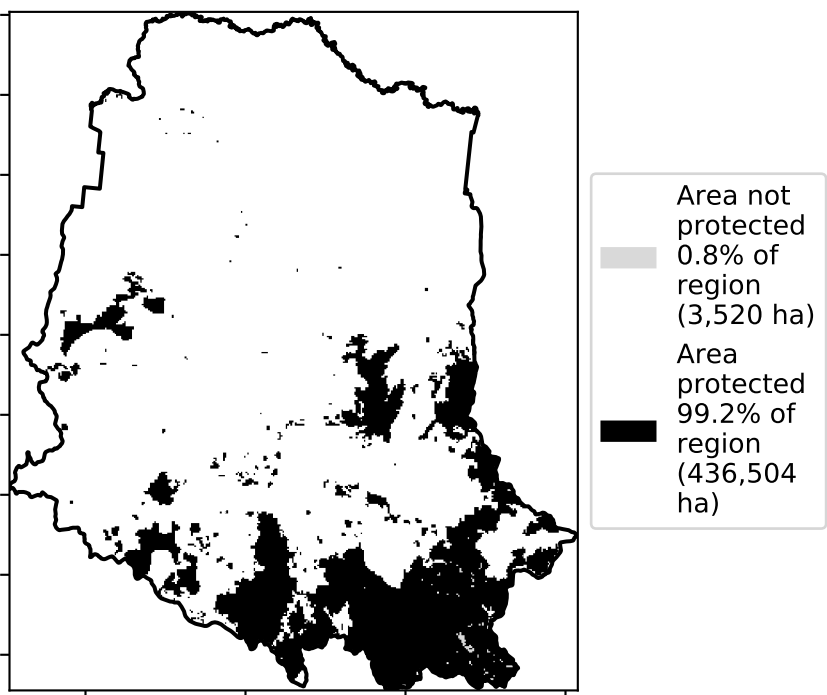 Area not
protected
0.8% of
region
(3,520 ha)
Area
protected
99.2% of
region
(436,504
ha)